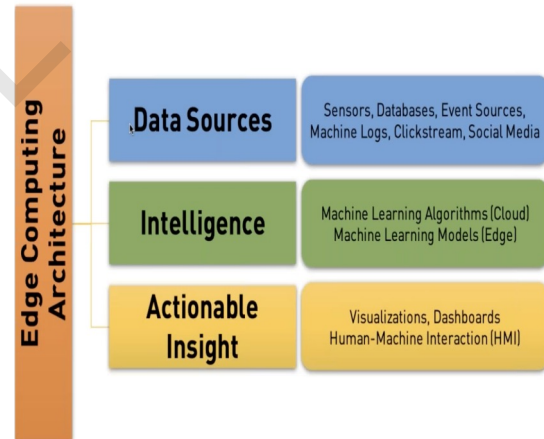 Edge Computing
Architecture
Data Sources
Sensors, Databases, Event Sources,
Machine Logs, Clickstream, Social Media
Intelligence
Machine Learning Algorithms (Cloud)
Machine Learning Models (Edge)
Actionable
Insight
Visualizations, Dashboards
Human-Machine Interaction (HMI)